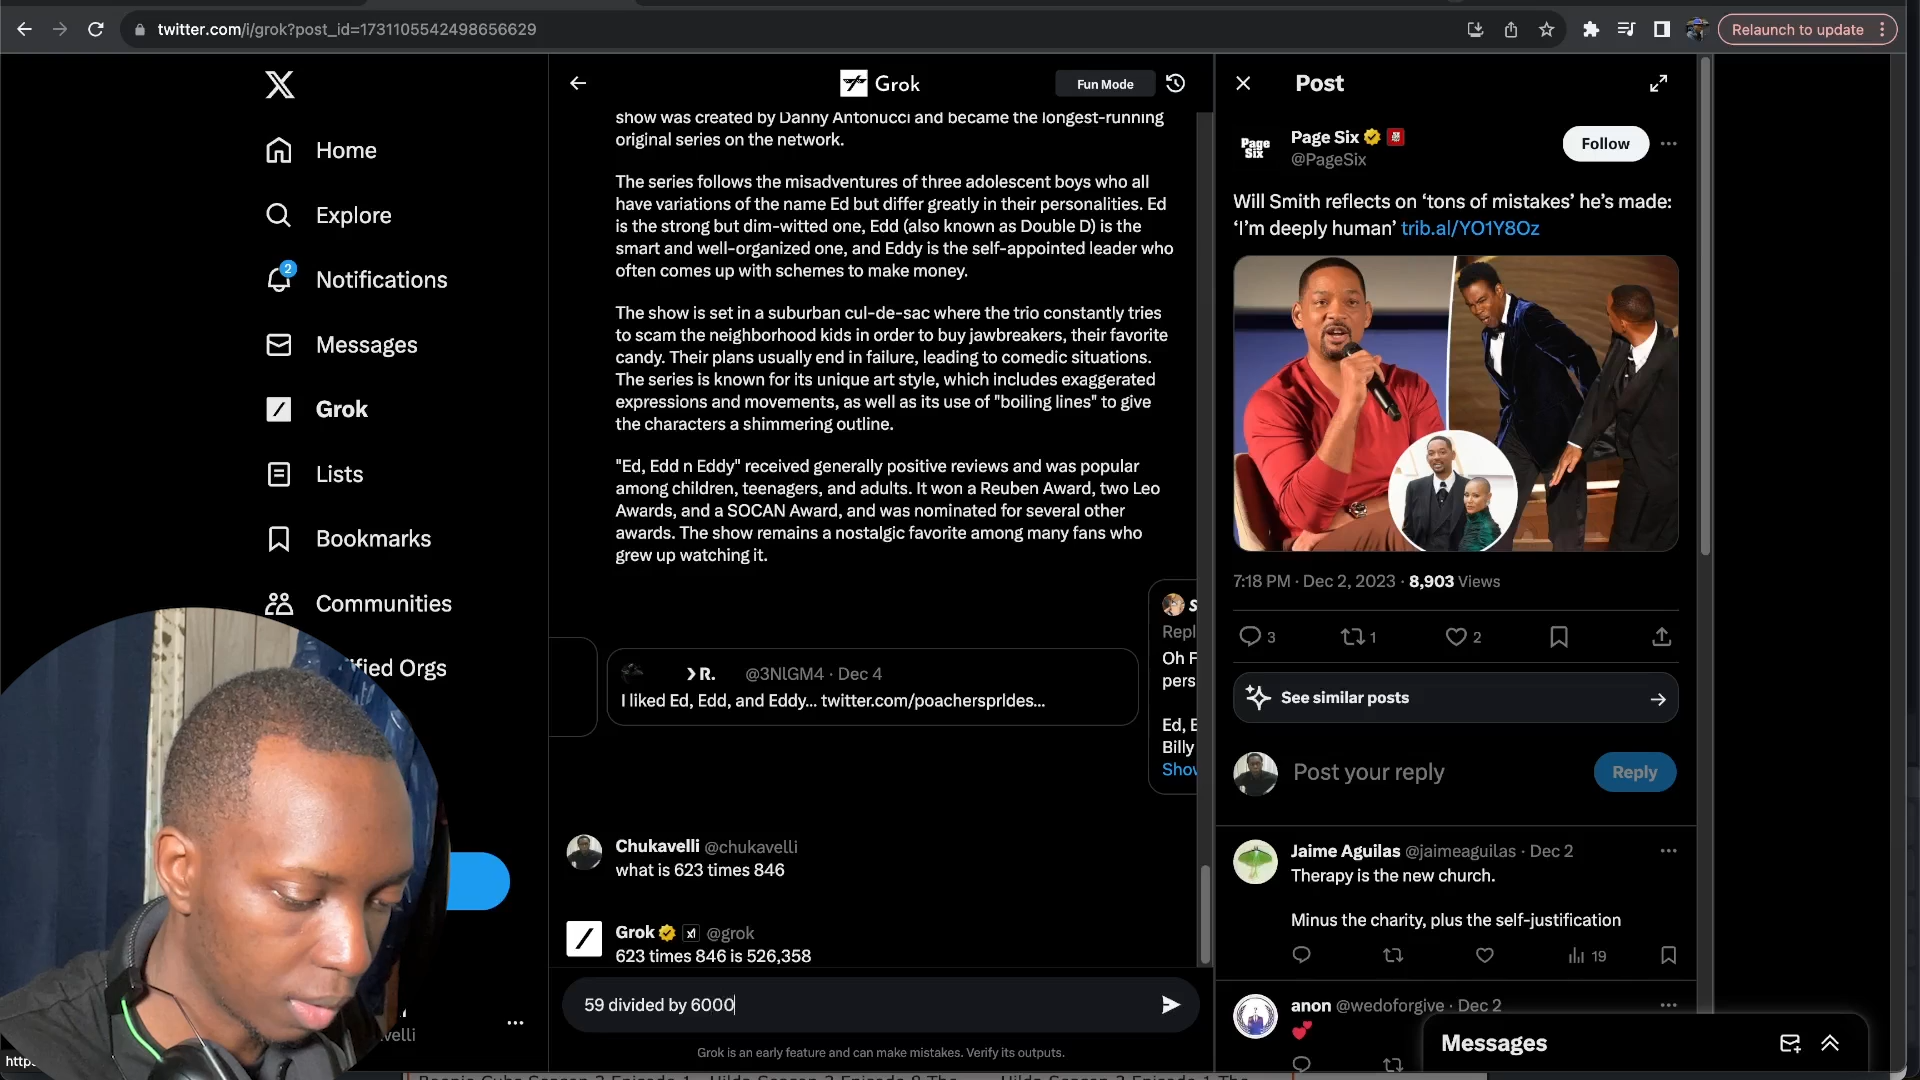 twitter.com/i/grok?post_id=1731105542498656629
Relaunch to update
Home
Explore
2
Notifications
Messages
Grok
Lists
Bookmarks
Communities
ified Orgs
velli
Grok
Fun Mode
show was created by Danny Antonucci and became the longest-running
original series on the network.
The series follows the misadventures of three adolescent boys who all
have variations of the name Ed but differ greatly in their personalities. Ed
is the strong but dim-witted one, Edd (also known as Double D) is the
smart and well-organized one, and Eddy is the self-appointed leader who
often comes up with schemes to make money.
The show is set in a suburban cul-de-sac where the trio constantly tries
to scam the neighborhood kids in order to buy jawbreakers, their favorite
candy. Their plans usually end in failure, leading to comedic situations.
The series is known for its unique art style, which includes exaggerated
expressions and movements, as well as its use of "boiling lines" to give
the characters a shimmering outline.
"Ed, Edd n Eddy" received generally positive reviews and was popular
among children, teenagers, and adults. It won a Reuben Award, two Leo
Awards, and a SOCAN Award, and was nominated for several other
awards. The show remains a nostalgic favorite among many fans who
grew up watching it.
R. @3NlGM4 · Dec 4
I liked Ed, Edd, and Eddy... twitter.com/poachersprldes...
S
Repl
Oh F
pers
Ed, E
Billy
Show
Chukavelli @chukavelli
what is 623 times 846
Grok @grok
623 times 846 is 526,358
59 divided by 6000
Grok is an early feature and can make mistakes. Verify its outputs.
Post
Page Six
Page Six
@PageSix
Follow
Will Smith reflects on ‘tons of mistakes’ he’s made:
‘I’m deeply human’ trib.al/YO1Y8Oz
7:18 PM · Dec 2, 2023 · 8,903 Views
3
1
2
See similar posts
Post your reply
Reply
Jaime Aguilas @jaimeaguilas · Dec 2
Therapy is the new church.
Minus the charity, plus the self-justification
19
anon @wedoforgive · Dec 2
💕
Messages